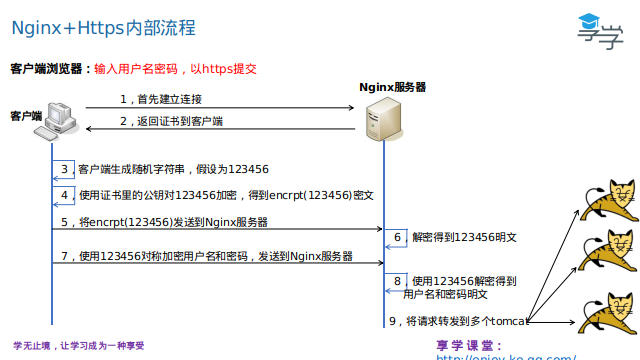 Nginx+Https内部流程
享学
客户端浏览器：输入用户名密码，以https提交
Nginx服务器
客户端
1，首先建立连接
2，返回证书到客户端
3，客户端生成随机字符串，假设为123456
4，使用证书里的公钥对123456加密，得到encrpt(123456)密文
5，将encrpt(123456)发送到Nginx服务器
6，解密得到123456明文
7，使用123456对称加密用户名和密码，发送到Nginx服务器
8，使用123456解密得到
用户名和密码明文
9，将请求转发到多个tomcat
学无止境，让学习成为一种享受
享学课堂：
http://enjoy.ke.qq.com/